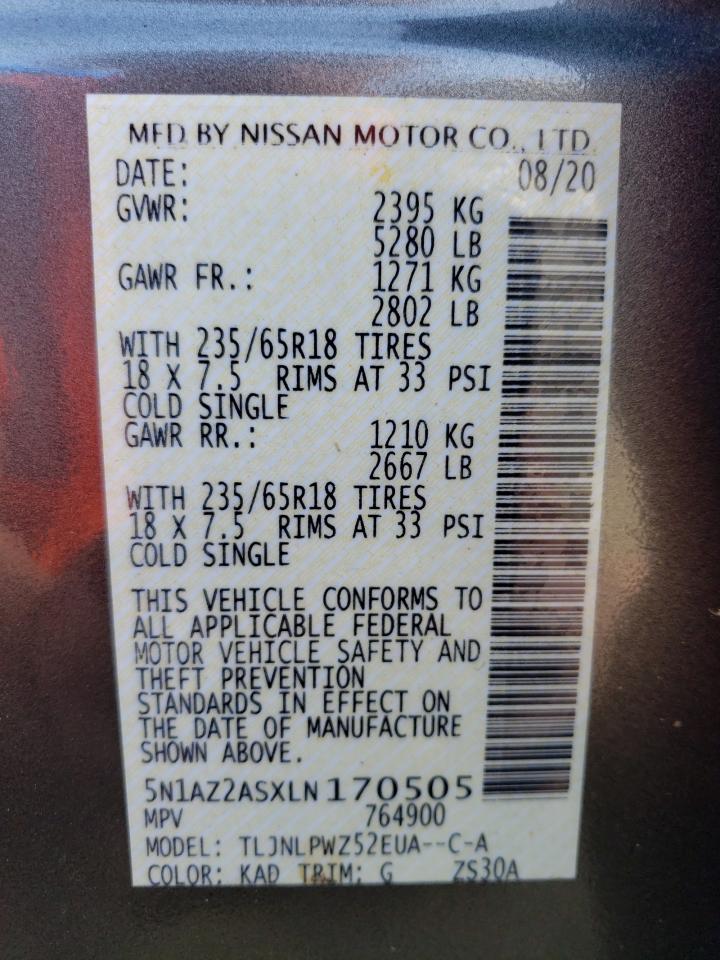 MFD BY NISSAN MOTOR CO., LTD.
DATE: 08/20
GVWR: 2395 KG
5280 LB
GAWR FR.: 1271 KG
2802 LB
WITH 235/65R18 TIRES
18 X 7.5 RIMS AT 33 PSI
COLD SINGLE
GAWR RR.: 1210 KG
2667 LB
WITH 235/65R18 TIRES
18 X 7.5 RIMS AT 33 PSI
COLD SINGLE
THIS VEHICLE CONFORMS TO
ALL APPLICABLE FEDERAL
MOTOR VEHICLE SAFETY AND
THEFT PREVENTION
STANDARDS IN EFFECT ON
THE DATE OF MANUFACTURE
SHOWN ABOVE.
5N1AZ2ASXLN170505
MPV 764900
MODEL: TLJNLPWZ52EUA--C-A
COLOR: KAD TRIM: G ZS30A